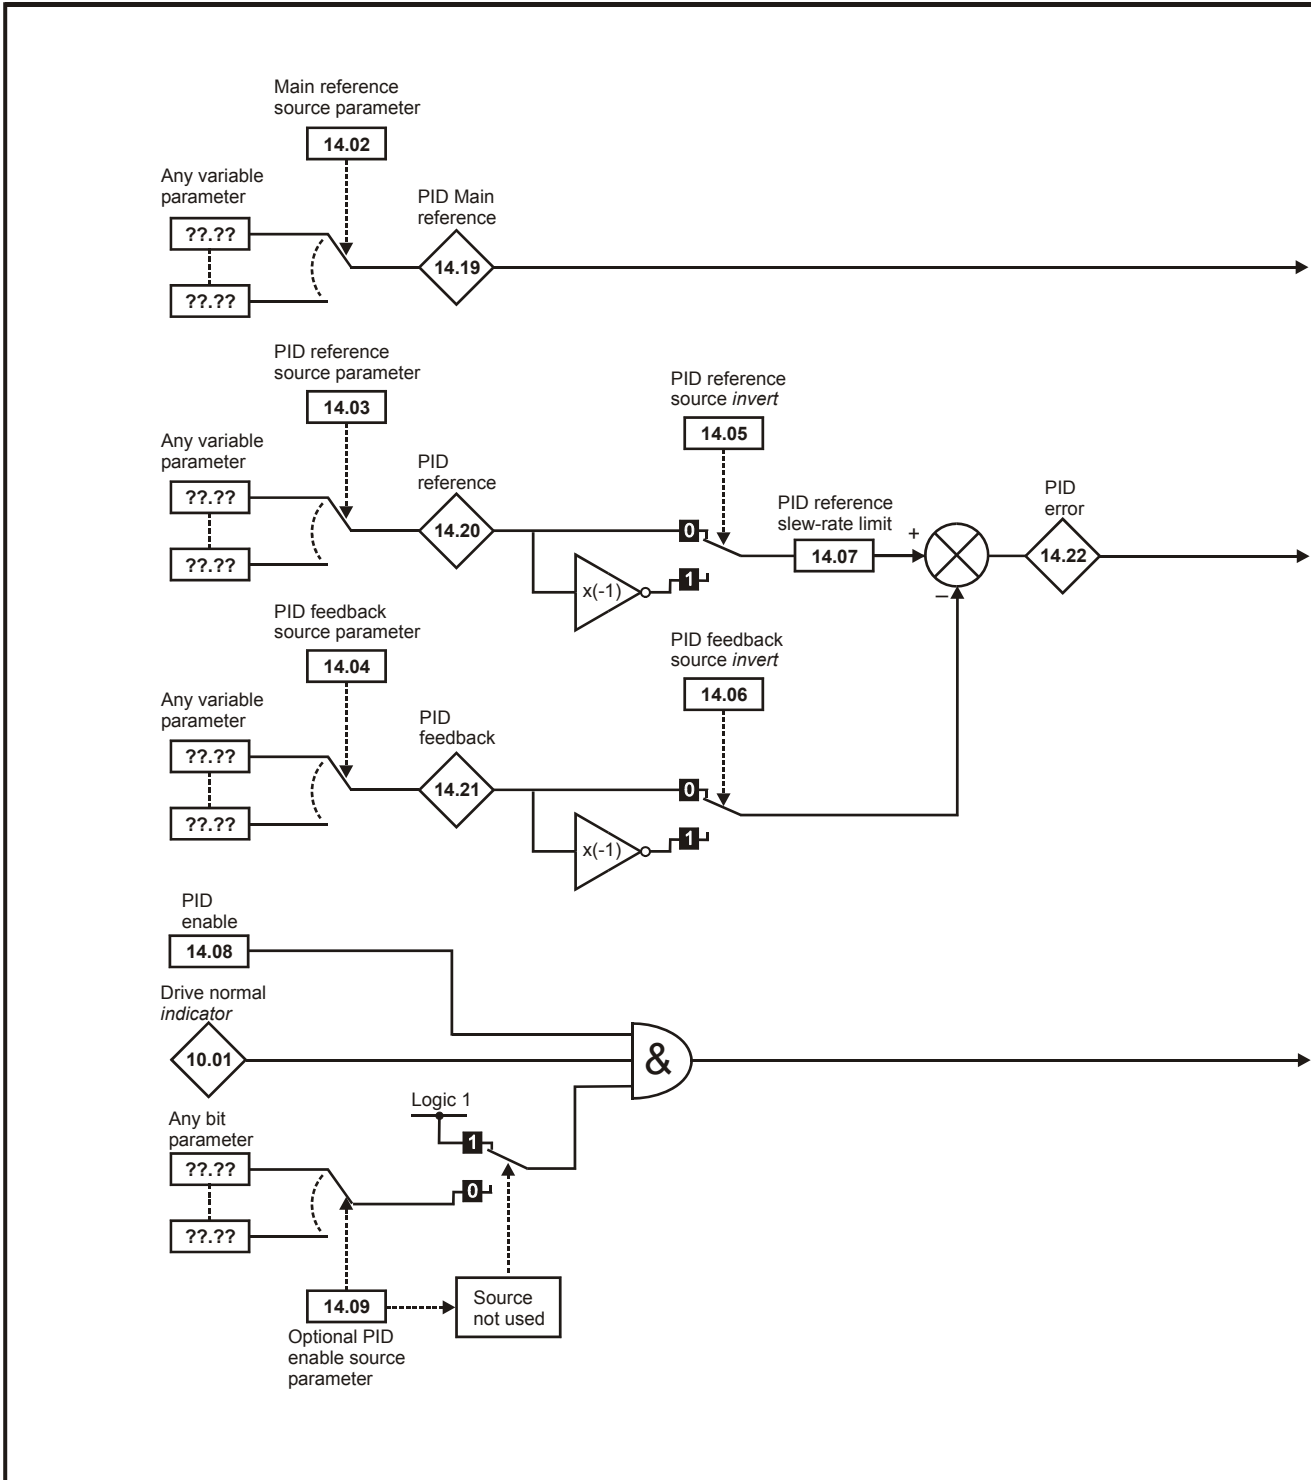 Main reference
source parameter
14.02
Any variable
parameter
??.??
??.??
PID Main
reference
14.19
PID reference
source parameter
14.03
Any variable
parameter
??.??
??.??
PID
reference
14.20
x(-1)
PID reference
source invert
14.05
0
1
PID reference
slew-rate limit
14.07
+
–
PID
error
14.22
PID feedback
source parameter
14.04
Any variable
parameter
??.??
??.??
PID
feedback
14.21
x(-1)
PID feedback
source invert
14.06
0
1
PID
enable
14.08
Drive normal
indicator
10.01
&
Logic 1
1
0
Any bit
parameter
??.??
??.??
14.09
Optional PID
enable source
parameter
Source
not used